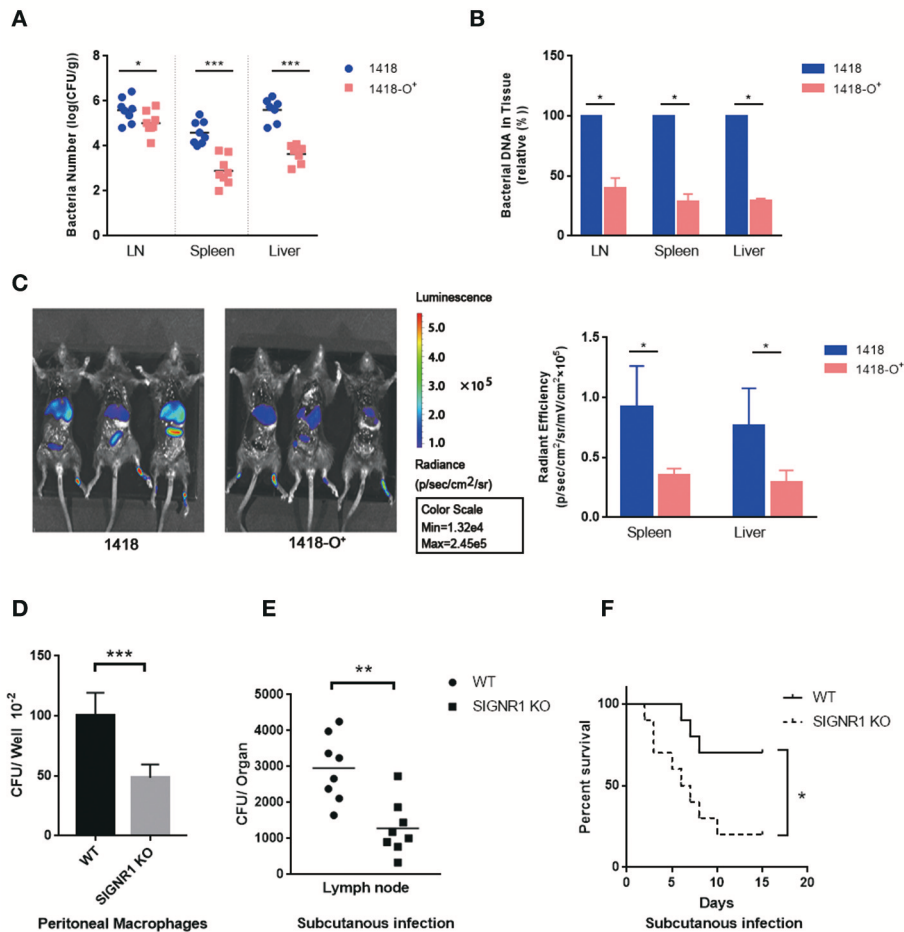 A
Bacteria Number (log(CFU/g))
8
6
4
2
0
* *** ***
LN Spleen Liver
1418
1418-O⁺
B
Bacterial DNA In Tissue
(relative (%))
150
100
50
0
* * *
LN Spleen Liver
1418
1418-O⁺
C
1418
1418-O⁺
Luminescence
5.0
4.0
3.0
2.0
1.0
×10⁵
Radiance
(p/sec/cm²/sr)
Color Scale
Min=1.32e4
Max=2.45e5
Radiant Efficiency
(p/sec/cm²/sr/mV/cm²×10⁵)
1.5
1.0
0.5
0.0
* *
Spleen Liver
1418
1418-O⁺
D
CFU/ Well 10⁻²
150
100
50
0
***
WT
SIGNR1 KO
Peritoneal Macrophages
E
CFU/ Organ
5000
4000
3000
2000
1000
0
**
WT
SIGNR1 KO
Lymph node
Subcutanous infection
F
Percent survival
100
50
0
0 5 10 15 20
Days
WT
SIGNR1 KO
*
Subcutanous infection